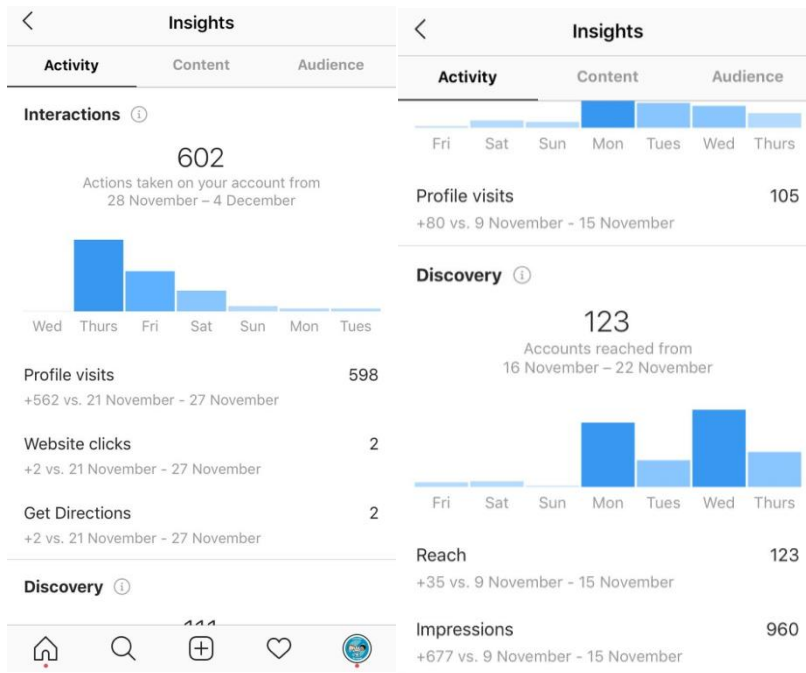 Insights
Activity Content Audience
Interactions
602
Actions taken on your account from
28 November – 4 December
Wed Thurs Fri Sat Sun Mon Tues
Profile visits 598
+562 vs. 21 November - 27 November
Website clicks 2
+2 vs. 21 November - 27 November
Get Directions 2
+2 vs. 21 November - 27 November
Discovery
Insights
Activity Content Audience
Fri Sat Sun Mon Tues Wed Thurs
Profile visits 105
+80 vs. 9 November - 15 November
Discovery
123
Accounts reached from
16 November – 22 November
Fri Sat Sun Mon Tues Wed Thurs
Reach 123
+35 vs. 9 November - 15 November
Impressions 960
+677 vs. 9 November - 15 November